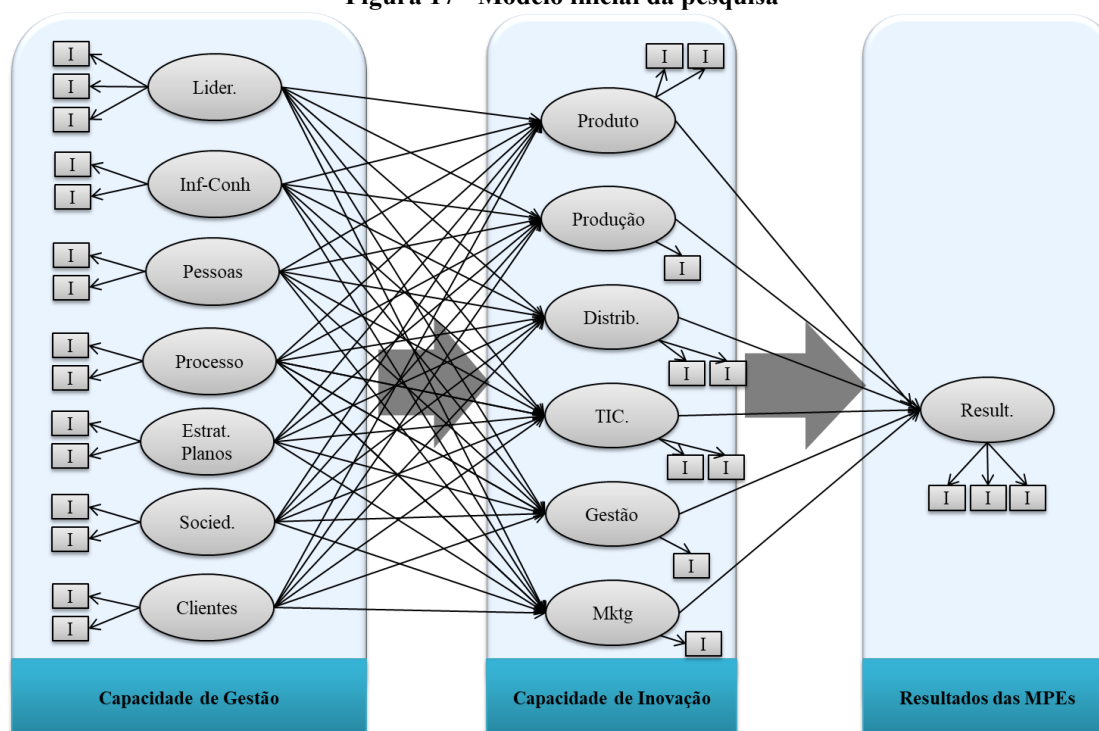 Figura 17 - Modelo inicial da pesquisa
I
I
I
Lider.
I
I
Inf-Conh
I
I
Pessoas
I
I
Processo
I
I
Estrat.
Planos
I
I
Socied.
I
I
Clientes
Capacidade de Gestão
I I
Produto
Produção
I
Distrib.
I I
TIC.
I I
Gestão
I
Mktg
I
Capacidade de Inovação
Result.
I I I
Resultados das MPEs